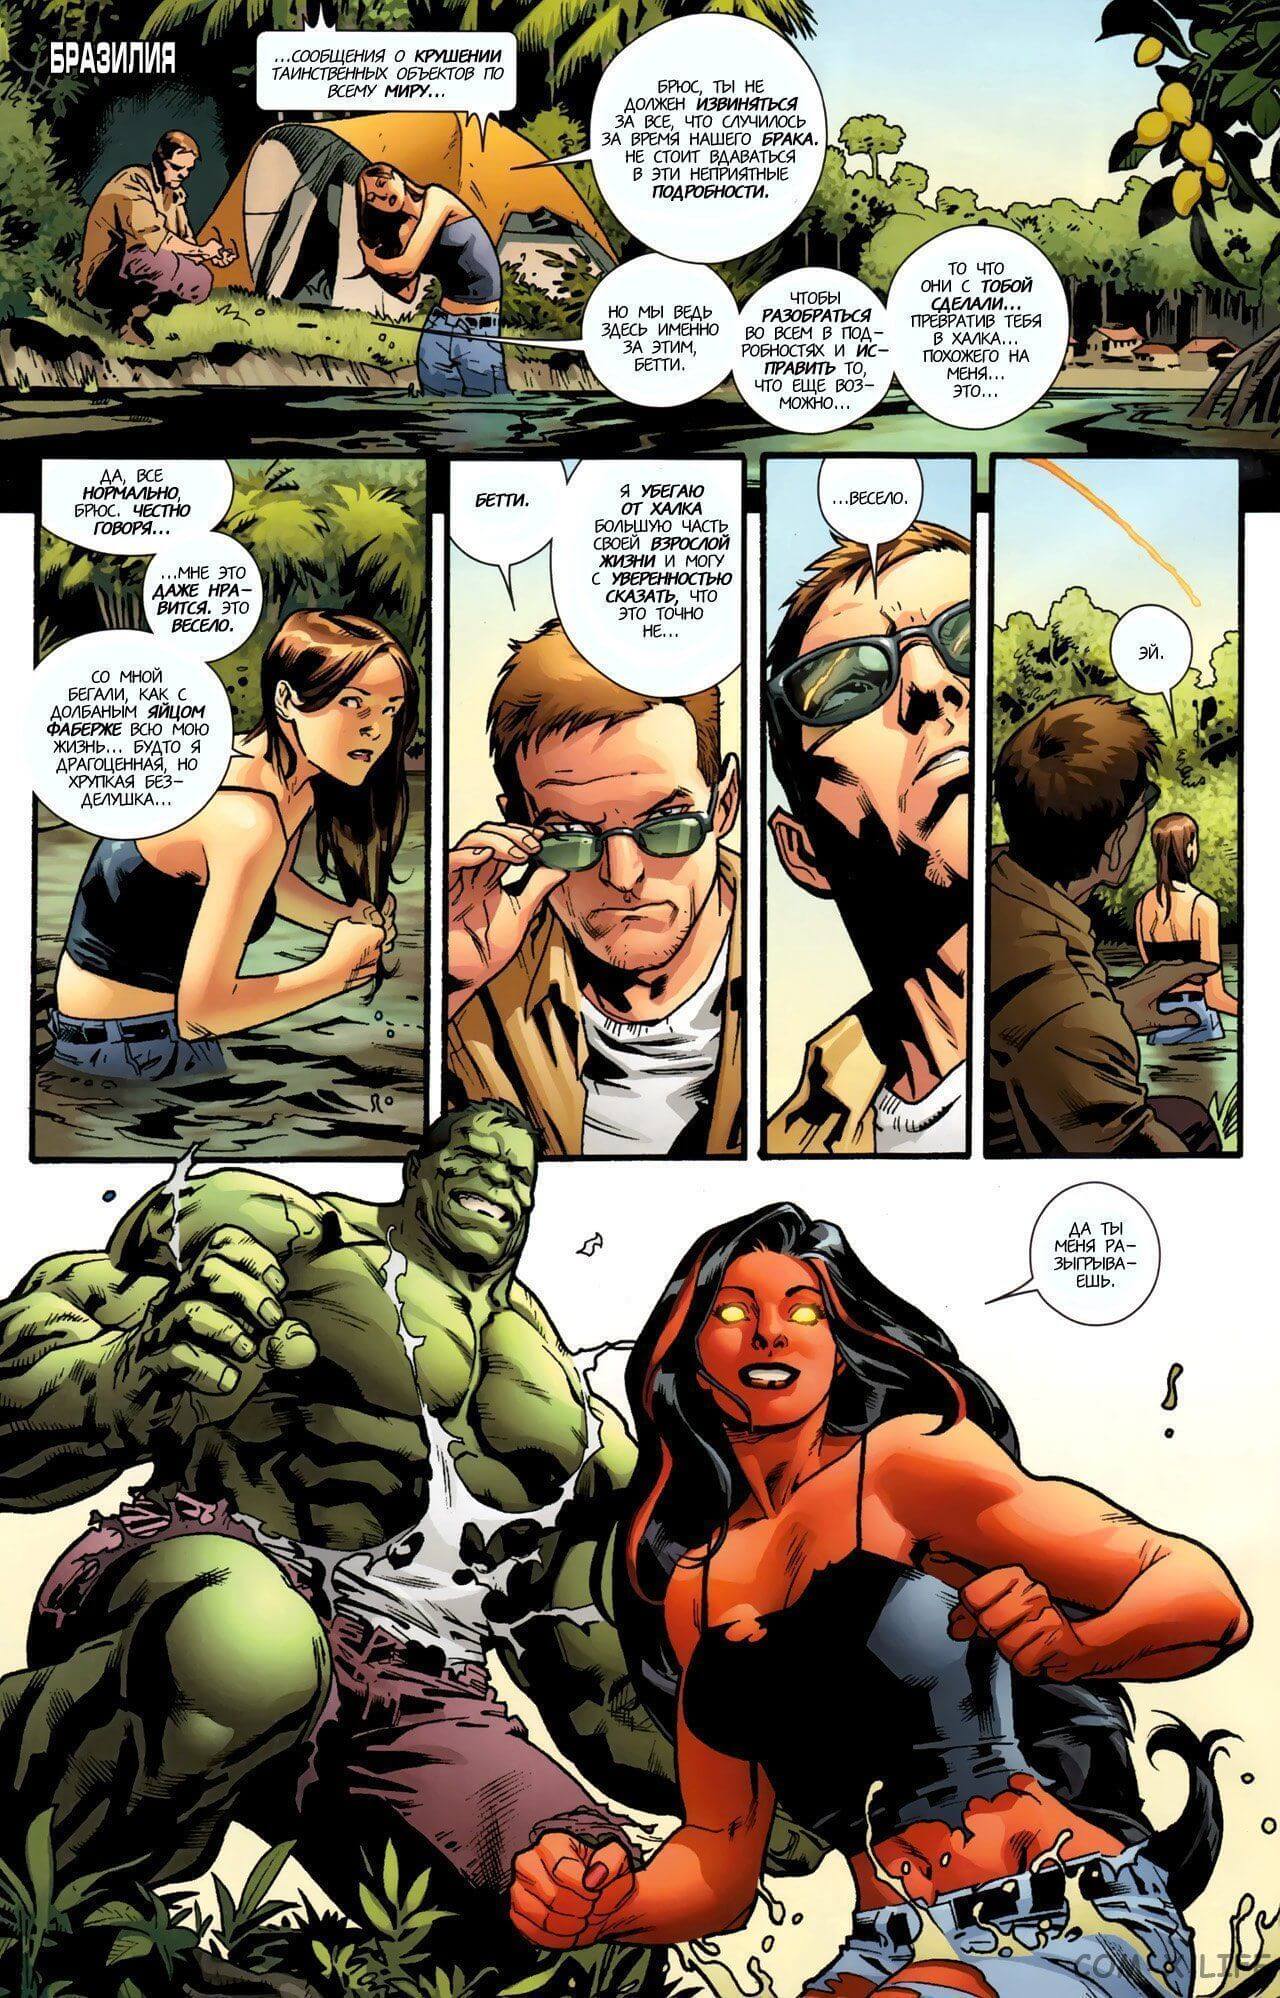 БРАЗИЛИЯ
...СООБЩЕНИЯ О КРУШЕНИИ
ТАИНСТВЕННЫХ ОБЪЕКТОВ ПО
ВСЕМУ МИРУ...
БРЮС, ТЫ НЕ
ДОЛЖЕН ИЗВИНЯТЬСЯ
ЗА ВСЕ, ЧТО СЛУЧИЛОСЬ
ЗА ВРЕМЯ НАШЕГО БРАКА.
НЕ СТОИТ ВДАВАТЬСЯ
В ЭТИ НЕПРИЯТНЫЕ
ПОДРОБНОСТИ.
НО МЫ ВЕДЬ
ЗДЕСЬ ИМЕННО
ЗА ЭТИМ,
БЕТТИ.
ЧТОБЫ
РАЗОБРАТЬСЯ
ВО ВСЕМ В ПОД-
РОБНОСТЯХ И ИС-
ПРАВИТЬ ТО,
ЧТО ЕЩЕ ВОЗ-
МОЖНО...
ТО ЧТО
ОНИ С ТОБОЙ
СДЕЛАЛИ...
ПРЕВРАТИВ ТЕБЯ
В ХАЛКА...
ПОХОЖЕГО НА
МЕНЯ...
ЭТО...
ДА, ВСЕ
НОРМАЛЬНО,
БРЮС. ЧЕСТНО
ГОВОРЯ...
...МНЕ ЭТО
ДАЖЕ НРА-
ВИТСЯ. ЭТО
ВЕСЕЛО.
СО МНОЙ
БЕГАЛИ, КАК С
ДОЛБАНЫМ ЯЙЦОМ
ФАБЕРЖЕ ВСЮ МОЮ
ЖИЗНЬ... БУДТО Я
ДРАГОЦЕННАЯ, НО
ХРУПКАЯ БЕЗ-
ДЕЛУШКА...
БЕТТИ.
Я УБЕГАЮ
ОТ ХАЛКА
БОЛЬШУЮ ЧАСТЬ
СВОЕЙ ВЗРОСЛОЙ
ЖИЗНИ И МОГУ
С УВЕРЕННОСТЬЮ
СКАЗАТЬ, ЧТО
ЭТО ТОЧНО
НЕ...
...ВЕСЕЛО.
ЭЙ.
ДА ТЫ
МЕНЯ РА-
ЗЫГРЫВА-
ЕШЬ.
COM-X LIFE